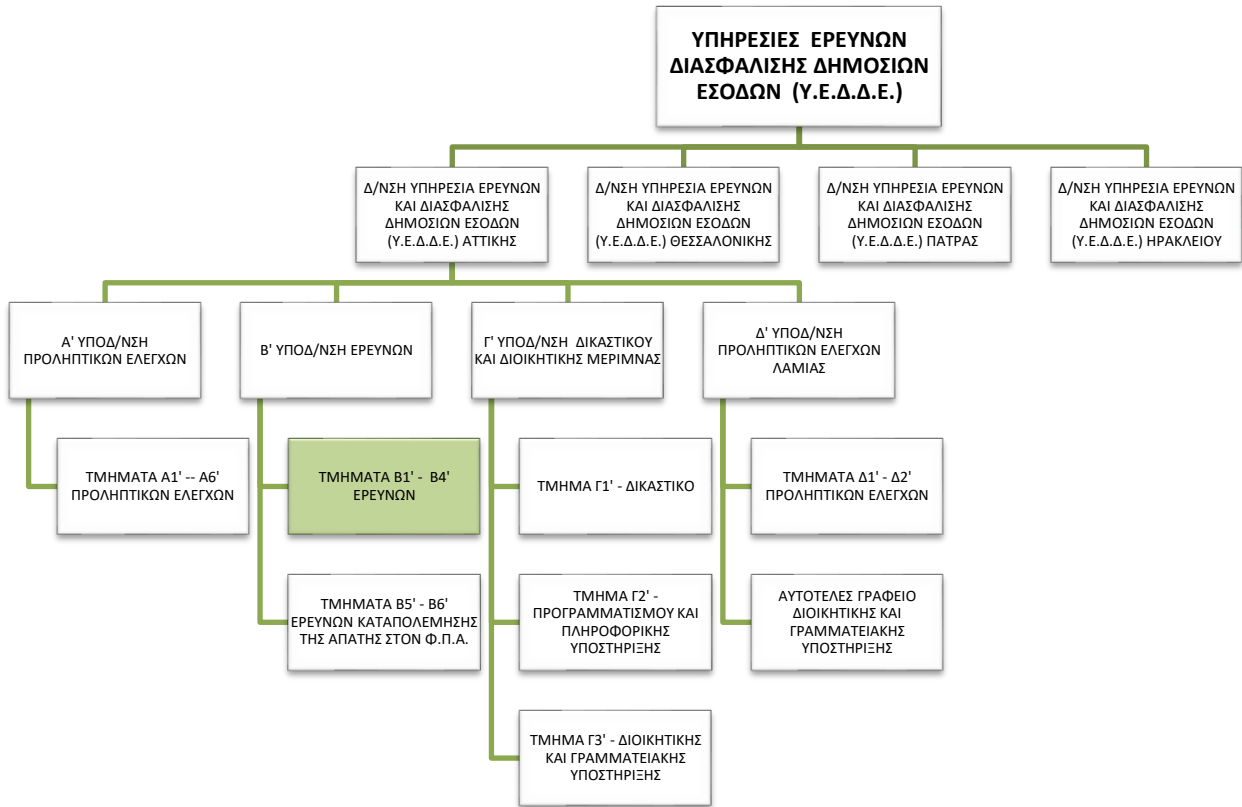 ΥΠΗΡΕΣΙΕΣ ΕΡΕΥΝΩΝ
ΔΙΑΣΦΑΛΙΣΗΣ ΔΗΜΟΣΙΩΝ
ΕΣΟΔΩΝ (Υ.Ε.Δ.Δ.Ε.)
Δ/ΝΣΗ ΥΠΗΡΕΣΙΑ ΕΡΕΥΝΩΝ
ΚΑΙ ΔΙΑΣΦΑΛΙΣΗΣ
ΔΗΜΟΣΙΩΝ ΕΣΟΔΩΝ
(Υ.Ε.Δ.Δ.Ε.) ΑΤΤΙΚΗΣ
Δ/ΝΣΗ ΥΠΗΡΕΣΙΑ ΕΡΕΥΝΩΝ
ΚΑΙ ΔΙΑΣΦΑΛΙΣΗΣ
ΔΗΜΟΣΙΩΝ ΕΣΟΔΩΝ
(Υ.Ε.Δ.Δ.Ε.) ΘΕΣΣΑΛΟΝΙΚΗΣ
Δ/ΝΣΗ ΥΠΗΡΕΣΙΑ ΕΡΕΥΝΩΝ
ΚΑΙ ΔΙΑΣΦΑΛΙΣΗΣ
ΔΗΜΟΣΙΩΝ ΕΣΟΔΩΝ
(Υ.Ε.Δ.Δ.Ε.) ΠΑΤΡΑΣ
Δ/ΝΣΗ ΥΠΗΡΕΣΙΑ ΕΡΕΥΝΩΝ
ΚΑΙ ΔΙΑΣΦΑΛΙΣΗΣ
ΔΗΜΟΣΙΩΝ ΕΣΟΔΩΝ
(Υ.Ε.Δ.Δ.Ε.) ΗΡΑΚΛΕΙΟΥ
Α' ΥΠΟΔ/ΝΣΗ
ΠΡΟΛΗΠΤΙΚΩΝ ΕΛΕΓΧΩΝ
Β' ΥΠΟΔ/ΝΣΗ ΕΡΕΥΝΩΝ
Γ' ΥΠΟΔ/ΝΣΗ ΔΙΚΑΣΤΙΚΟΥ
ΚΑΙ ΔΙΟΙΚΗΤΙΚΗΣ ΜΕΡΙΜΝΑΣ
Δ' ΥΠΟΔ/ΝΣΗ
ΠΡΟΛΗΠΤΙΚΩΝ ΕΛΕΓΧΩΝ
ΛΑΜΙΑΣ
ΤΜΗΜΑΤΑ Α1' -- Α6'
ΠΡΟΛΗΠΤΙΚΩΝ ΕΛΕΓΧΩΝ
ΤΜΗΜΑΤΑ Β1' - Β4'
ΕΡΕΥΝΩΝ
ΤΜΗΜΑ Γ1' - ΔΙΚΑΣΤΙΚΟ
ΤΜΗΜΑΤΑ Δ1' - Δ2'
ΠΡΟΛΗΠΤΙΚΩΝ ΕΛΕΓΧΩΝ
ΤΜΗΜΑΤΑ Β5' - Β6'
ΕΡΕΥΝΩΝ ΚΑΤΑΠΟΛΕΜΗΣΗΣ
ΤΗΣ ΑΠΑΤΗΣ ΣΤΟΝ Φ.Π.Α.
ΤΜΗΜΑ Γ2' -
ΠΡΟΓΡΑΜΜΑΤΙΣΜΟΥ ΚΑΙ
ΠΛΗΡΟΦΟΡΙΚΗΣ
ΥΠΟΣΤΗΡΙΞΗΣ
ΑΥΤΟΤΕΛΕΣ ΓΡΑΦΕΙΟ
ΔΙΟΙΚΗΤΙΚΗΣ ΚΑΙ
ΓΡΑΜΜΑΤΕΙΑΚΗΣ
ΥΠΟΣΤΗΡΙΞΗΣ
ΤΜΗΜΑ Γ3' - ΔΙΟΙΚΗΤΙΚΗΣ
ΚΑΙ ΓΡΑΜΜΑΤΕΙΑΚΗΣ
ΥΠΟΣΤΗΡΙΞΗΣ